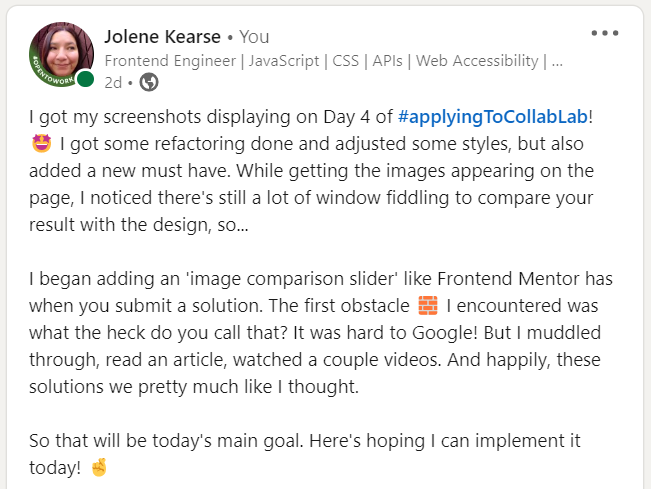 Jolene Kearse • You
Frontend Engineer | JavaScript | CSS | APIs | Web Accessibility | ...
2d •
#OPENTOWORK
I got my screenshots displaying on Day 4 of #applyingToCollabLab!
🤩 I got some refactoring done and adjusted some styles, but also
added a new must have. While getting the images appearing on the
page, I noticed there's still a lot of window fiddling to compare your
result with the design, so...
I began adding an 'image comparison slider' like Frontend Mentor has
when you submit a solution. The first obstacle 🧱 I encountered was
what the heck do you call that? It was hard to Google! But I muddled
through, read an article, watched a couple videos. And happily, these
solutions we pretty much like I thought.
So that will be today's main goal. Here's hoping I can implement it
today! 🤞